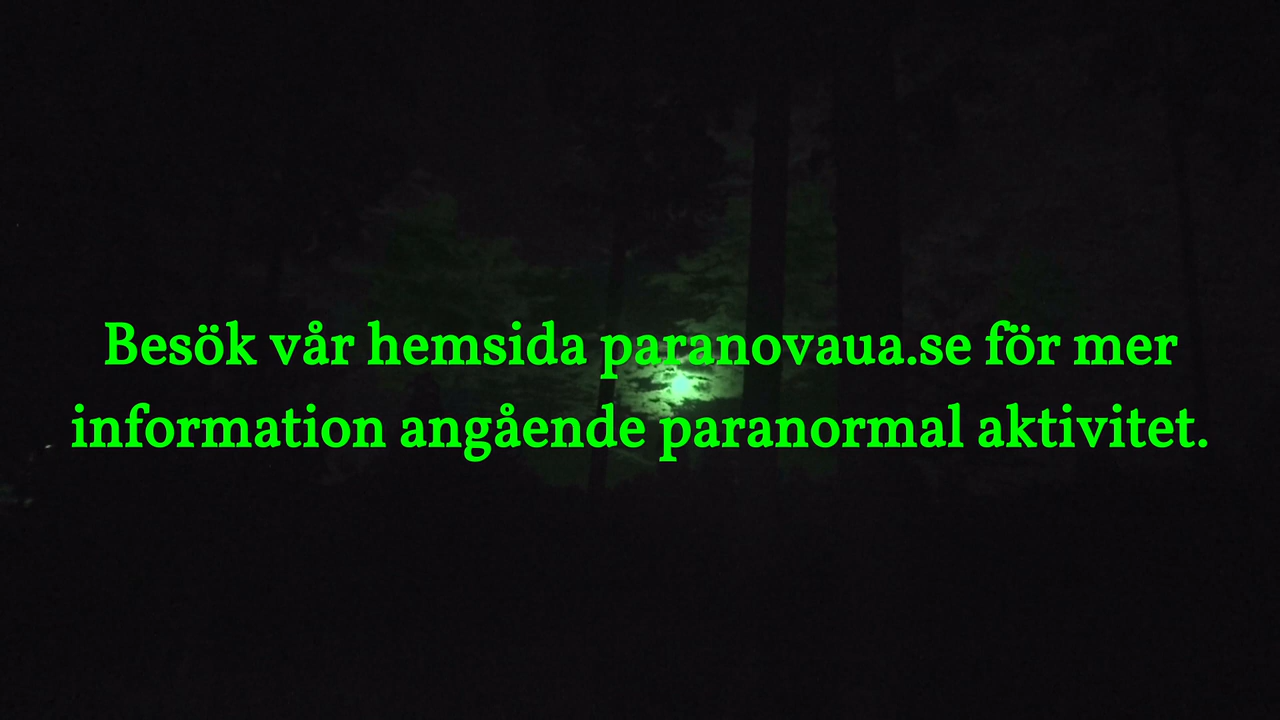 Besök vår hemsida paranovaua.se för mer
information angående paranormal aktivitet.